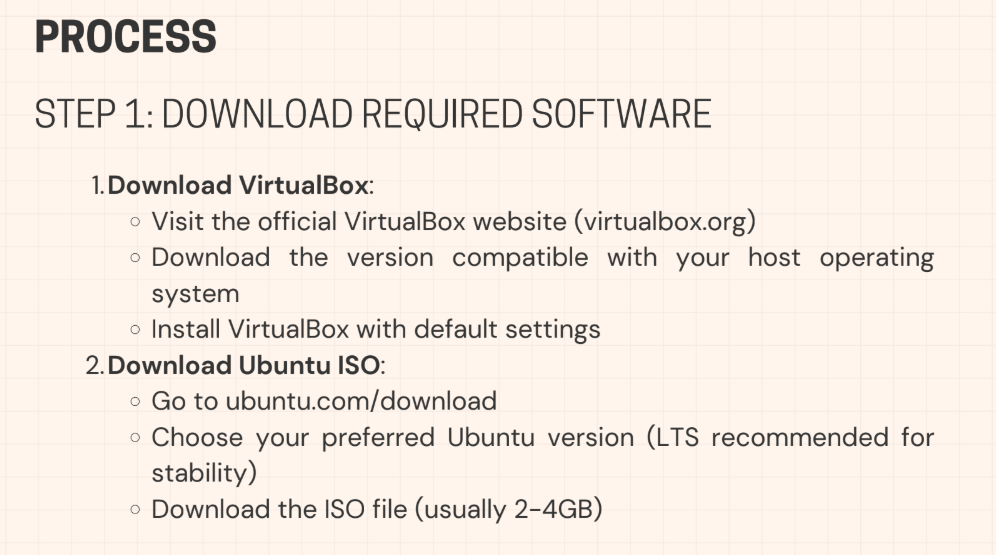 PROCESS
STEP 1: DOWNLOAD REQUIRED SOFTWARE
1. Download VirtualBox:
○ Visit the official VirtualBox website (virtualbox.org)
○ Download the version compatible with your host operating
system
○ Install VirtualBox with default settings
2. Download Ubuntu ISO:
○ Go to ubuntu.com/download
○ Choose your preferred Ubuntu version (LTS recommended for
stability)
○ Download the ISO file (usually 2-4GB)